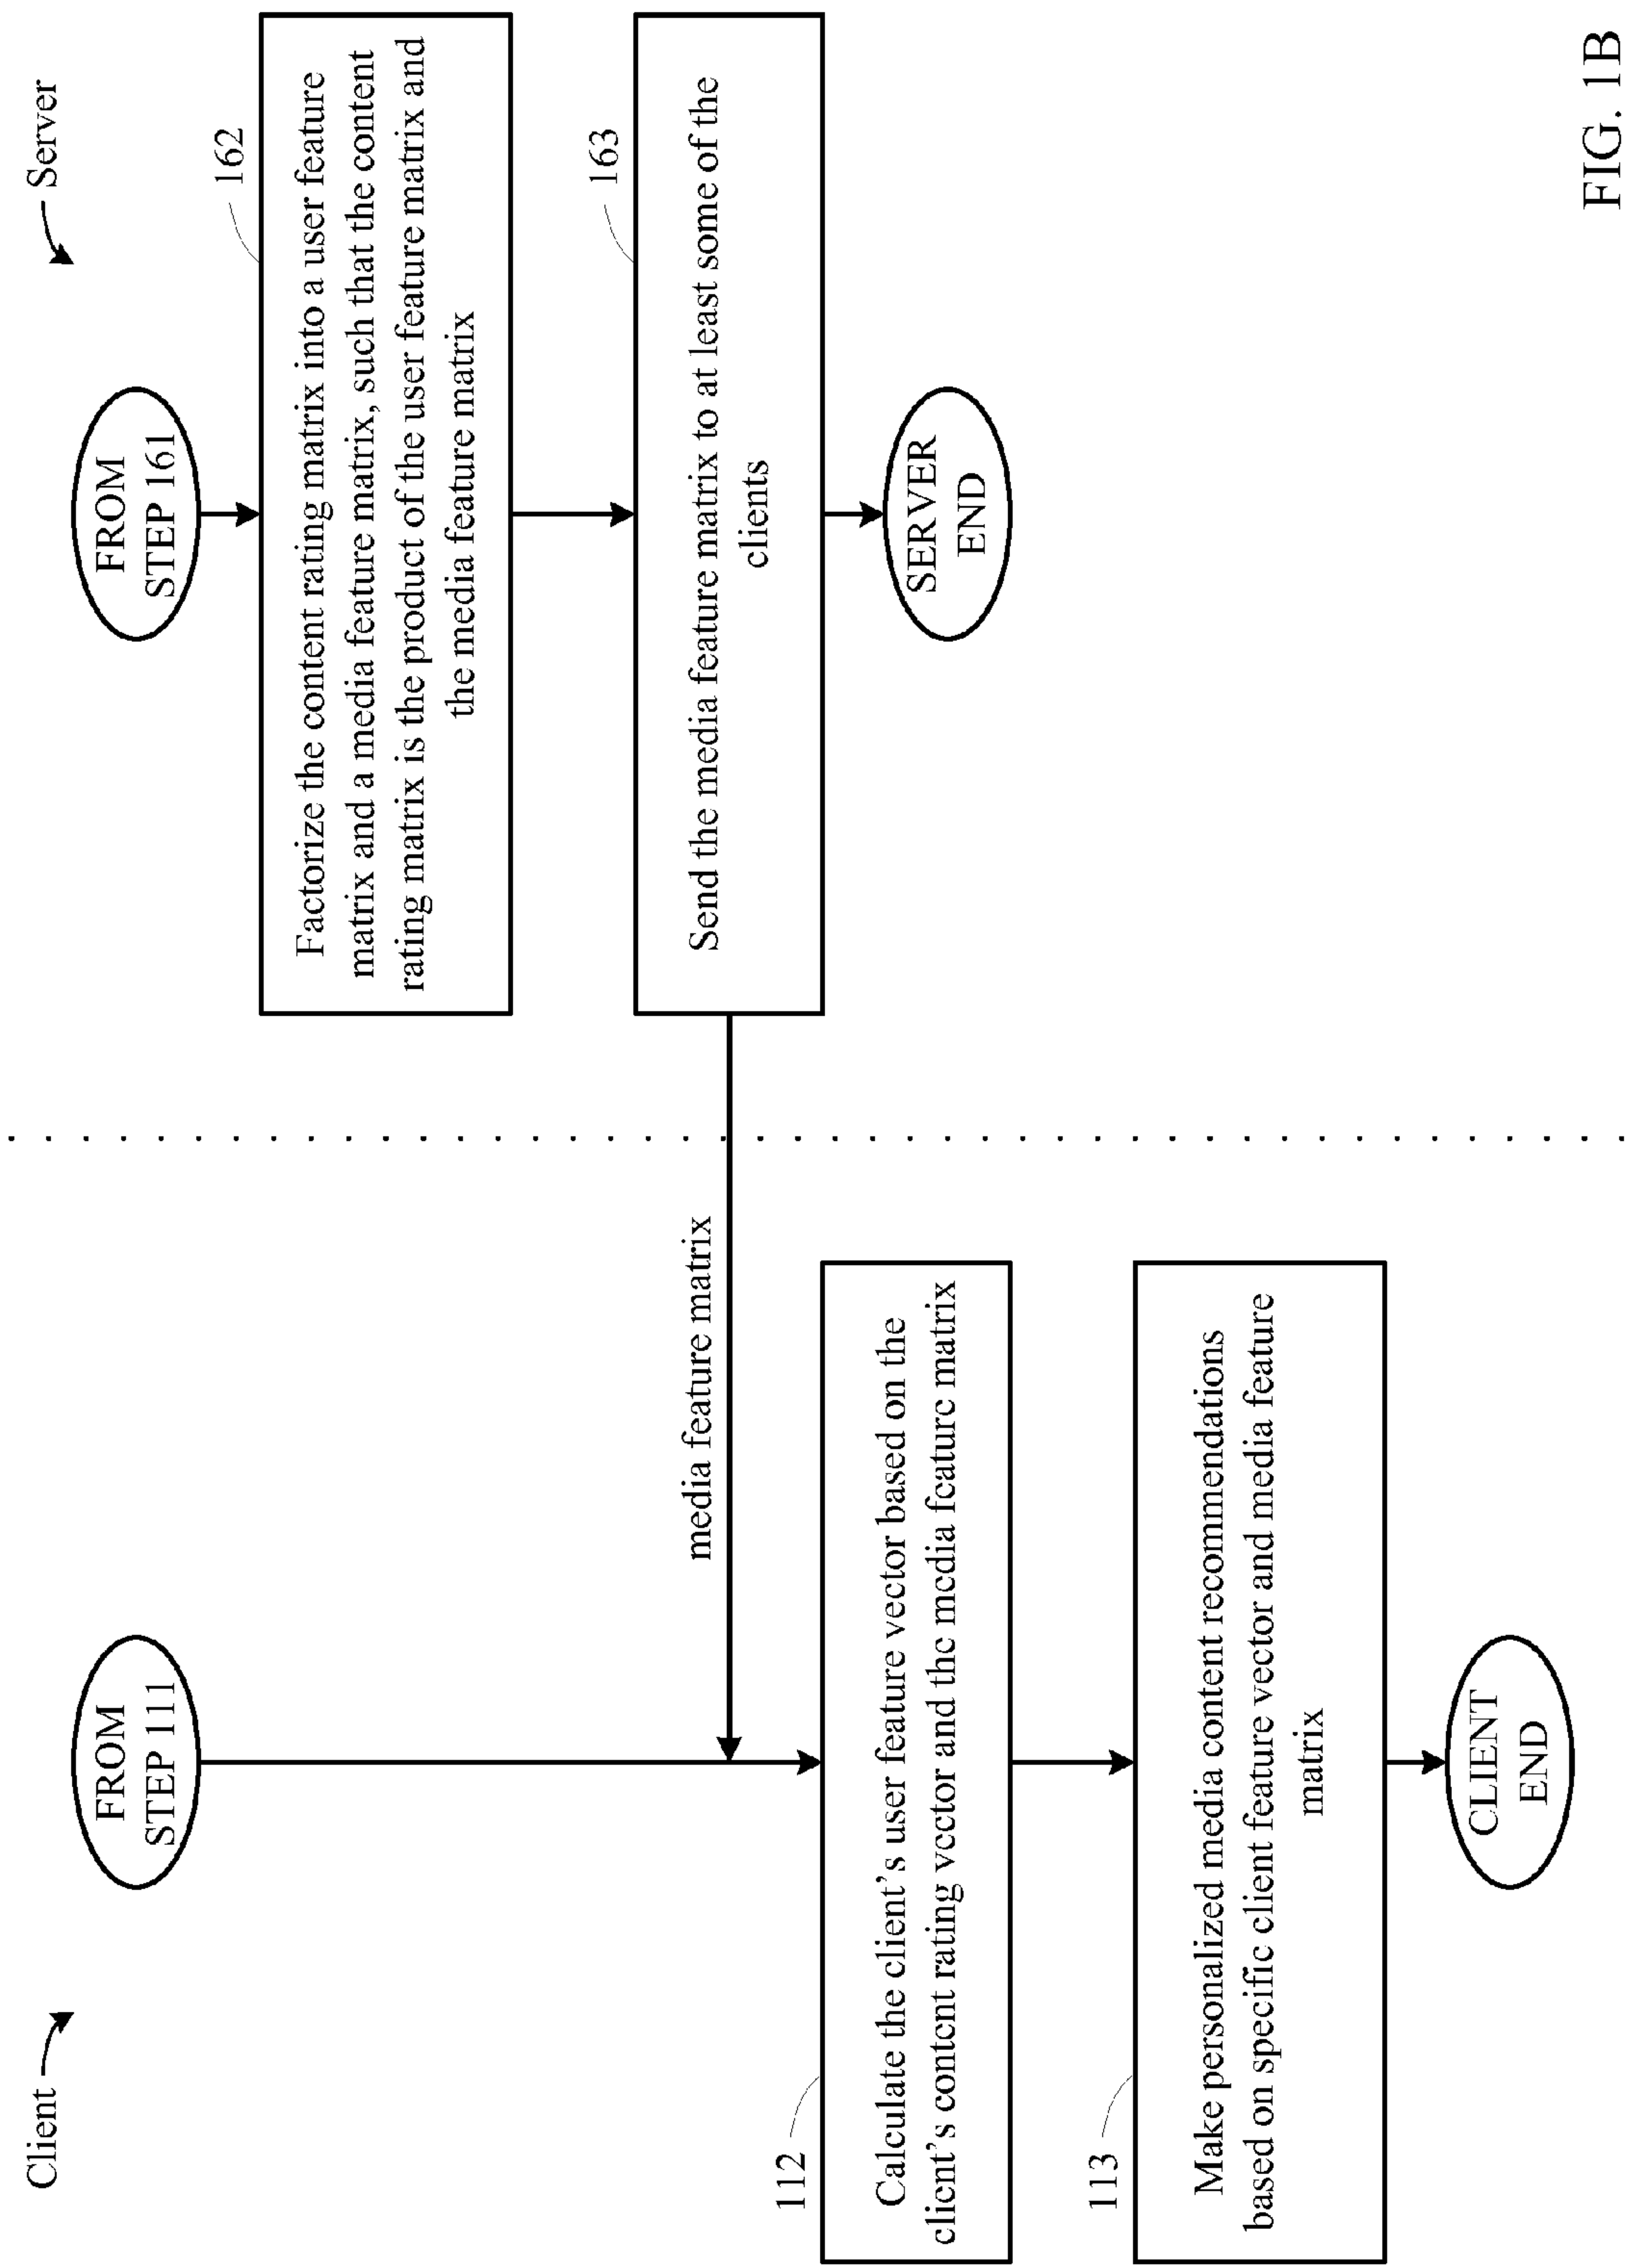 Client
Server
FROM
STEP 111
FROM
STEP 161
162
Factorize the content rating matrix into a user feature
matrix and a media feature matrix, such that the content
rating matrix is the product of the user feature matrix and
the media feature matrix
163
Send the media feature matrix to at least some of the
clients
media feature matrix
SERVER
END
112
Calculate the client’s user feature vector based on the
client’s content rating vector and the media feature matrix
113
Make personalized media content recommendations
based on specific client feature vector and media feature
matrix
CLIENT
END
FIG. 1B